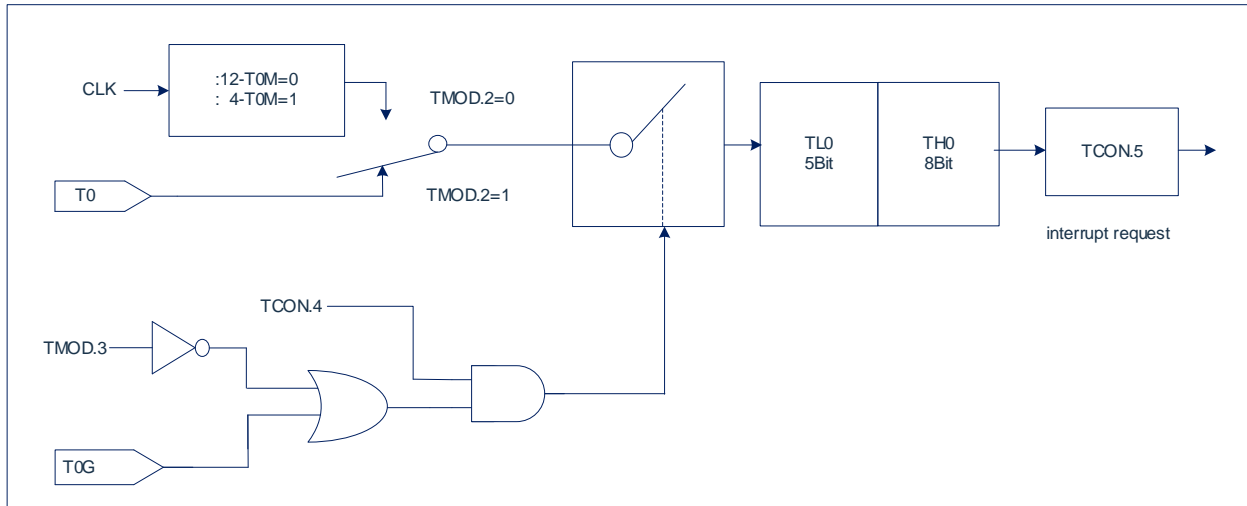 :12-T0M=0
: 4-T0M=1
CLK
TMOD.2=0
T0
TMOD.2=1
TL0
5Bit
TH0
8Bit
TCON.5
interrupt request
TCON.4
TMOD.3
T0G